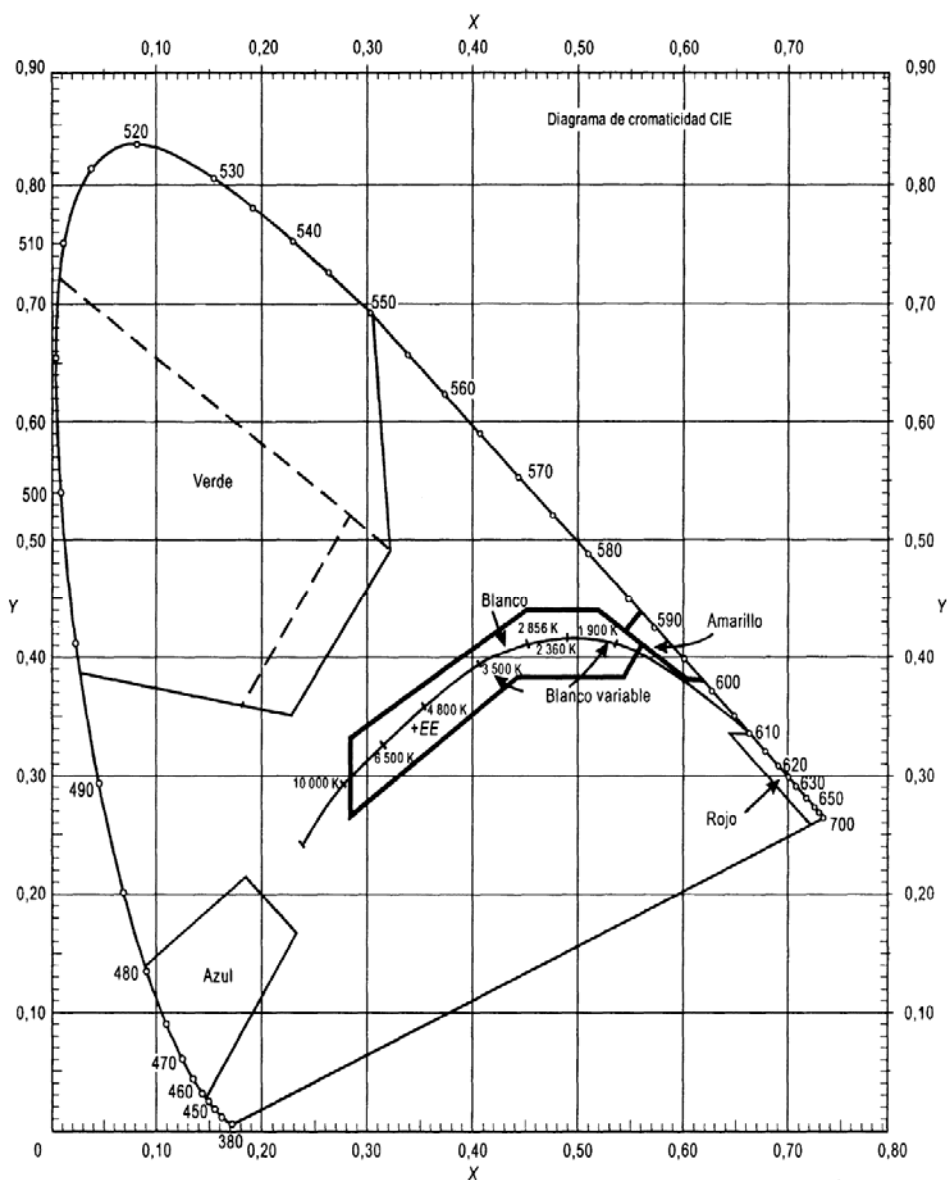 X
0,10 0,20 0,30 0,40 0,50 0,60 0,70
0,90 0,90
Diagrama de cromaticidad CIE
520
530
0,80 0,80
540
510
0,70 550 0,70
560
0,60 0,60
570
Verde
500
0,50 580 0,50
Y Blanco 590 Amarillo Y
2 856 K 1 900 K
2 360 K
0,40 0,40
3 500 K Blanco variable 600
4 800 K
+EE 610
6 500 K
10 000 K 620
0,30 490 630 0,30
650
Rojo 700
0,20 0,20
480 Azul
0,10 0,10
470
460
450
380
0 0,10 0,20 0,30 0,40 0,50 0,60 0,70 0,80
X